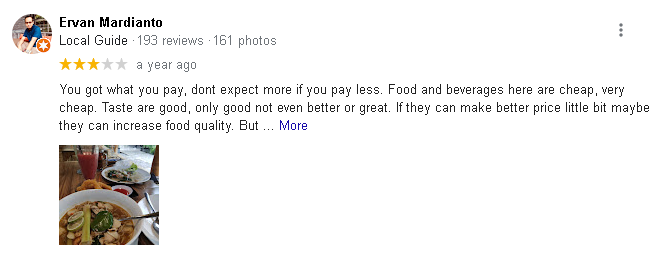 Ervan Mardianto
Local Guide · 193 reviews · 161 photos
a year ago
You got what you pay, dont expect more if you pay less. Food and beverages here are cheap, very
cheap. Taste are good, only good not even better or great. If they can make better price little bit maybe
they can increase food quality. But ... More